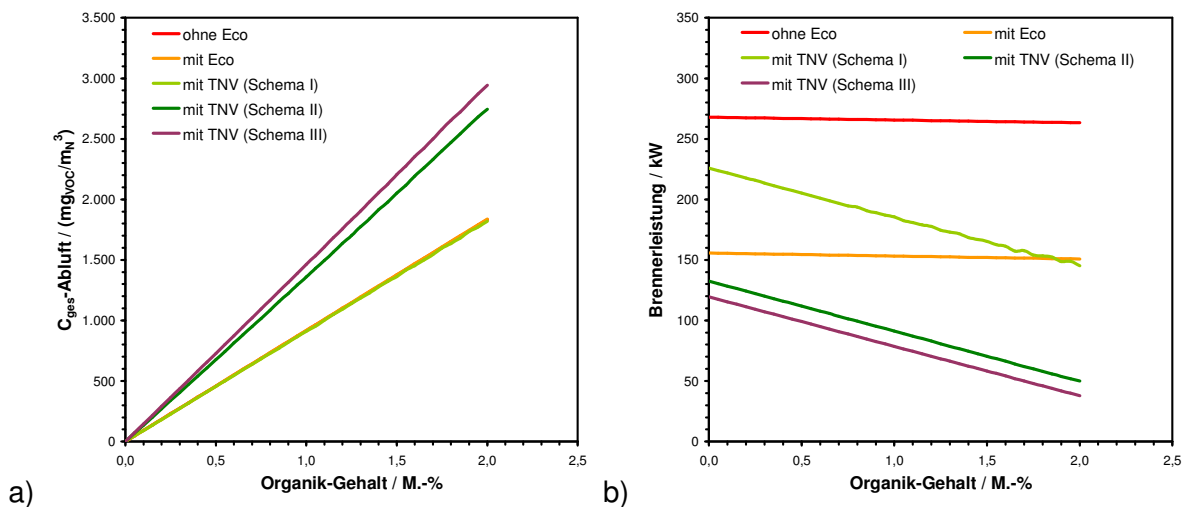 3.500
3.000
2.500
2.000
1.500
1.000
500
0
C_ges-Abluft / (mg_VOC/m_N^3)
ohne Eco
mit Eco
mit TNV (Schema I)
mit TNV (Schema II)
mit TNV (Schema III)
0,0 0,5 1,0 1,5 2,0 2,5
Organik-Gehalt / M.-%
a)
350
300
250
200
150
100
50
0
Brennerleistung / kW
ohne Eco mit Eco
mit TNV (Schema I) mit TNV (Schema II)
mit TNV (Schema III)
0,0 0,5 1,0 1,5 2,0 2,5
Organik-Gehalt / M.-%
b)